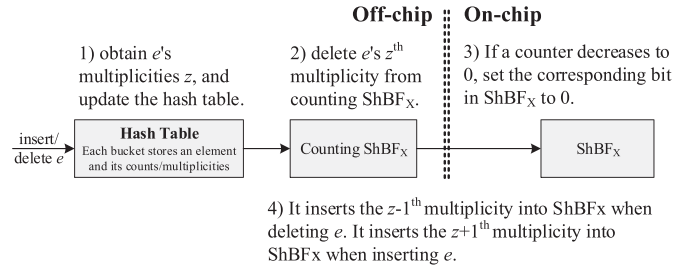 Off-chip
On-chip
1) obtain e's
multiplicities z, and
update the hash table.
2) delete e's zth
multiplicity from
counting ShBFX.
3) If a counter decreases to
0, set the corresponding bit
in ShBFX to 0.
insert/
delete e
Hash Table
Each bucket stores an element
and its counts/multiplicities
Counting ShBFX
ShBFX
4) It inserts the z-1th multiplicity into ShBFx when
deleting e. It inserts the z+1th multiplicity into
ShBFx when inserting e.